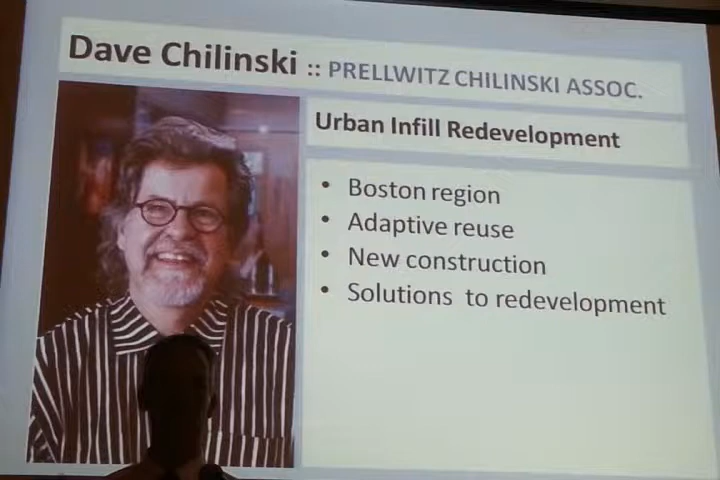 Dave Chilinski :: PRELLWITZ CHILINSKI ASSOC.
Urban Infill Redevelopment
• Boston region
• Adaptive reuse
• New construction
• Solutions to redevelopment